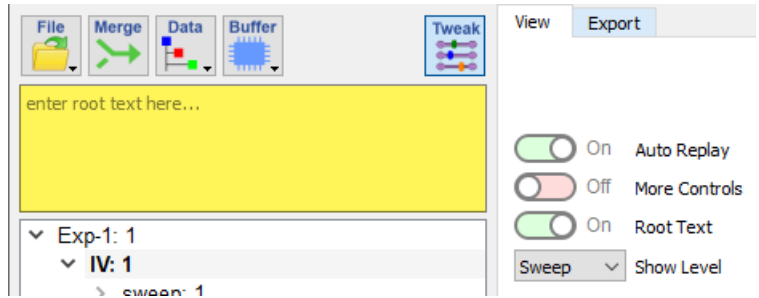 File Merge Data Buffer Tweak
enter root text here...
Exp-1: 1
IV: 1
sweep: 1
View Export
On Auto Replay
Off More Controls
On Root Text
Sweep Show Level